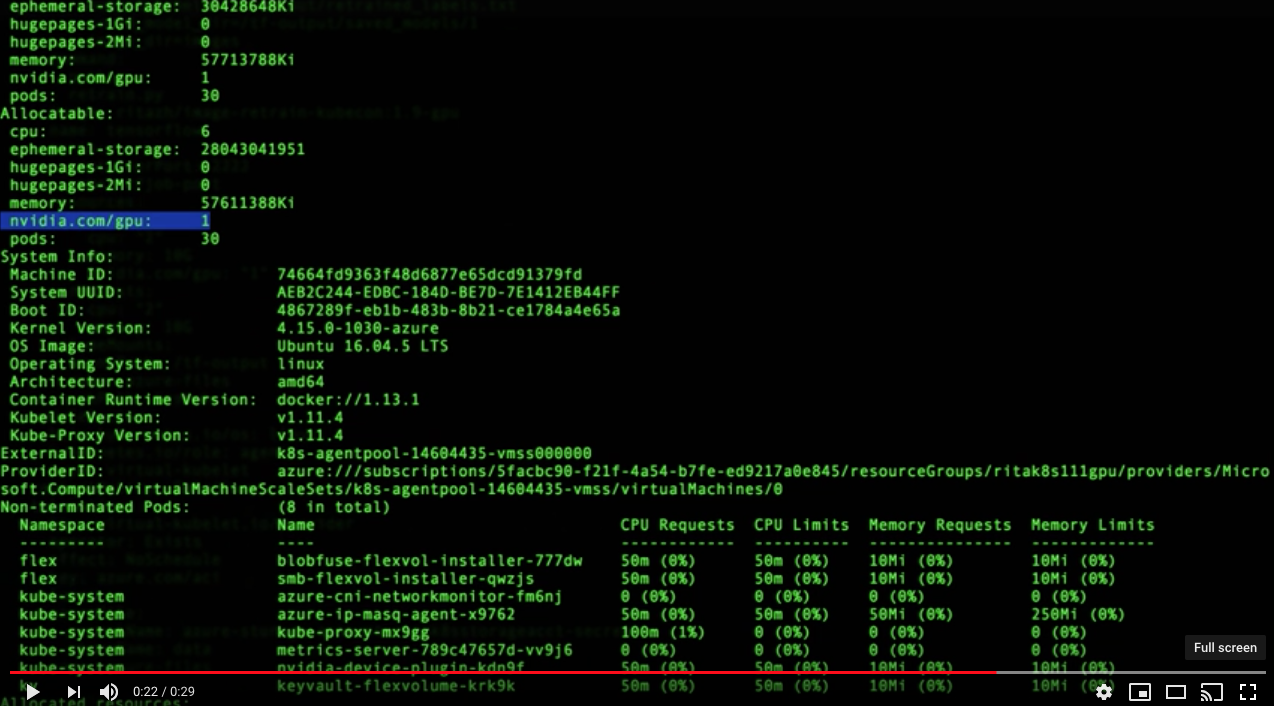 ephemeral-storage: 30428648Ki
hugepages-1Gi: 0
hugepages-2Mi: 0
memory: 57713788Ki
nvidia.com/gpu: 1
pods: 30
Allocatable:
cpu: 6
ephemeral-storage: 28043041951
hugepages-1Gi: 0
hugepages-2Mi: 0
memory: 57611388Ki
nvidia.com/gpu: 1
pods: 30
System Info:
Machine ID: 74664fd9363f48d6877e65dcd91379fd
System UUID: AEB2C244-EDBC-184D-BE7D-7E1412EB44FF
Boot ID: 4867289f-eb1b-483b-8b21-ce1784a4e65a
Kernel Version: 4.15.0-1030-azure
OS Image: Ubuntu 16.04.5 LTS
Operating System: linux
Architecture: amd64
Container Runtime Version: docker://1.13.1
Kubelet Version: v1.11.4
Kube-Proxy Version: v1.11.4
ExternalID: k8s-agentpool-14604435-vmss000000
ProviderID: azure:///subscriptions/5facbc90-f21f-4a54-b7fe-ed9217a0e845/resourceGroups/ritak8s111gpu/providers/Micro
soft.Compute/virtualMachineScaleSets/k8s-agentpool-14604435-vmss/virtualMachines/0
Non-terminated Pods: (8 in total)
Namespace Name CPU Requests CPU Limits Memory Requests Memory Limits
--------- ---- ------------ ---------- --------------- -------------
flex blobfuse-flexvol-installer-777dw 50m (0%) 50m (0%) 10Mi (0%) 10Mi (0%)
flex smb-flexvol-installer-qwzjs 50m (0%) 50m (0%) 10Mi (0%) 10Mi (0%)
kube-system azure-cni-networkmonitor-fm6nj 0 (0%) 0 (0%) 0 (0%) 0 (0%)
kube-system azure-ip-masq-agent-x9762 50m (0%) 50m (0%) 50Mi (0%) 250Mi (0%)
kube-system kube-proxy-mx9gg 100m (1%) 0 (0%) 0 (0%) 0 (0%)
kube-system metrics-server-789c47657d-vv9j6 0 (0%) 0 (0%) 0 (0%) 0 (0%)
kube-system nvidia-device-plugin-kdn9f 50m (0%) 50m (0%) 10Mi (0%) 10Mi (0%)
kv keyvault-flexvolume-krk9k 50m (0%) 50m (0%) 10Mi (0%) 10Mi (0%)
Allocated resources:
Full screen
0:22 / 0:29